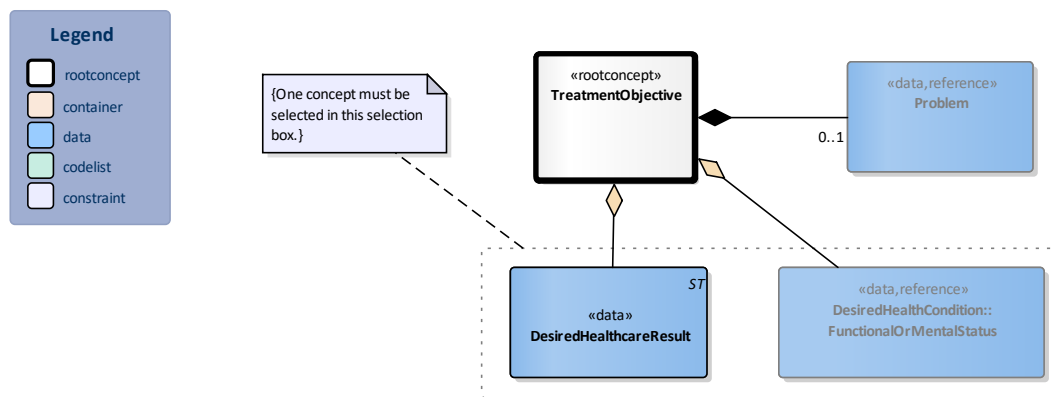 Legend
rootconcept
container
data
codelist
constraint
{One concept must be
selected in this selection
box.}
«rootconcept»
TreatmentObjective
«data,reference»
Problem
0..1
ST
«data»
DesiredHealthcareResult
«data,reference»
DesiredHealthCondition::
FunctionalOrMentalStatus